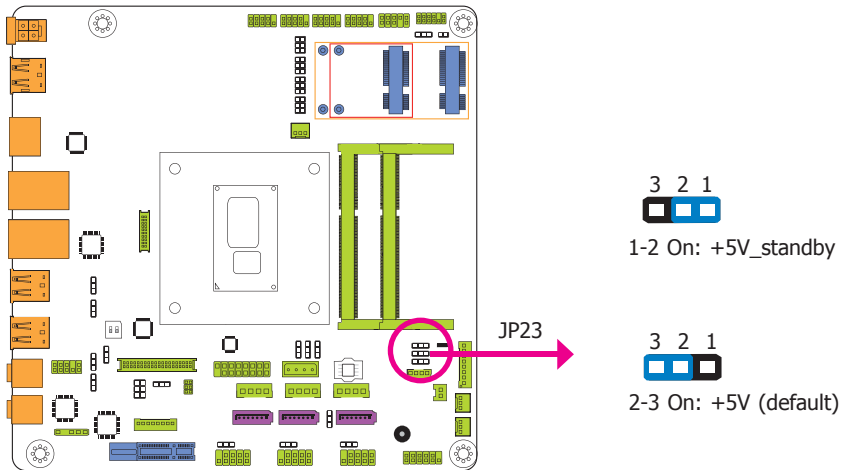 3 2 1
1-2 On: +5V_standby
JP23
3 2 1
2-3 On: +5V (default)